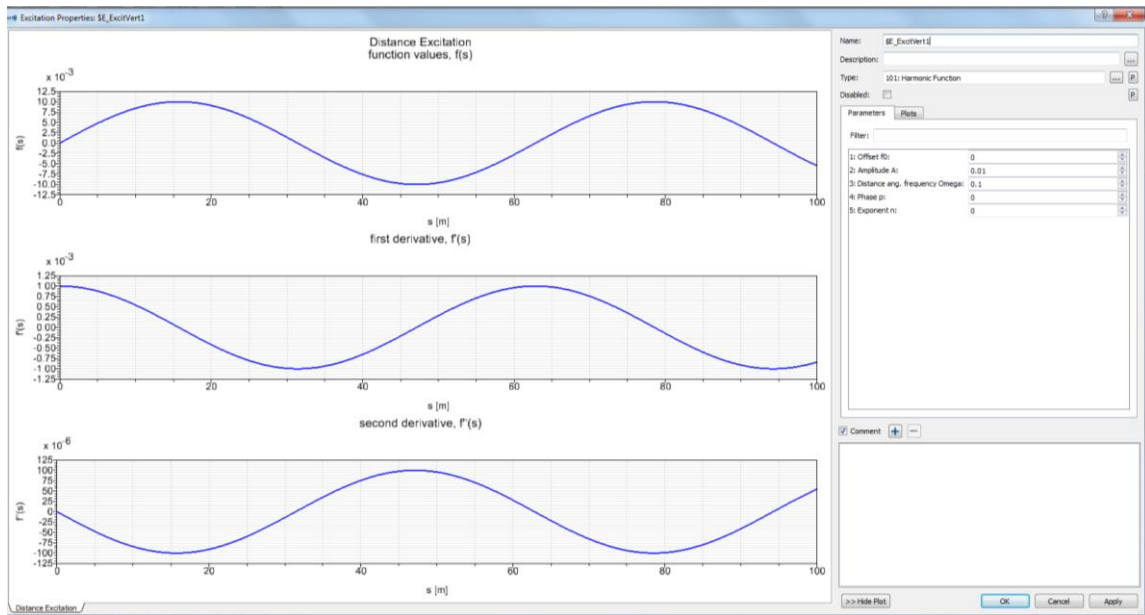 Excitation Properties: $E_ExcitVert1
Distance Excitation
function values, f(s)
x 10^-3
12.5
10.0
7.5
5.0
2.5
0.0
-2.5
-5.0
-7.5
-10.0
-12.5
f(s)
0 20 40 60 80 100
s [m]
first derivative, f'(s)
x 10^-3
1.25
1.00
0.75
0.50
0.25
0.00
-0.25
-0.50
-0.75
-1.00
-1.25
f'(s)
0 20 40 60 80 100
s [m]
second derivative, f''(s)
x 10^-6
125
100
75
50
25
0
-25
-50
-75
-100
-125
f''(s)
0 20 40 60 80 100
s [m]
Distance Excitation
Name: $E_ExcitVert1
Description: ...
Type: 101: Harmonic Function ... P
Disabled: P
Parameters Plots
Filter:
1: Offset f0: 0
2: Amplitude A: 0.01
3: Distance ang. frequency Omega: 0.1
4: Phase p: 0
5: Exponent n: 0
Comment
>> Hide Plot OK Cancel Apply